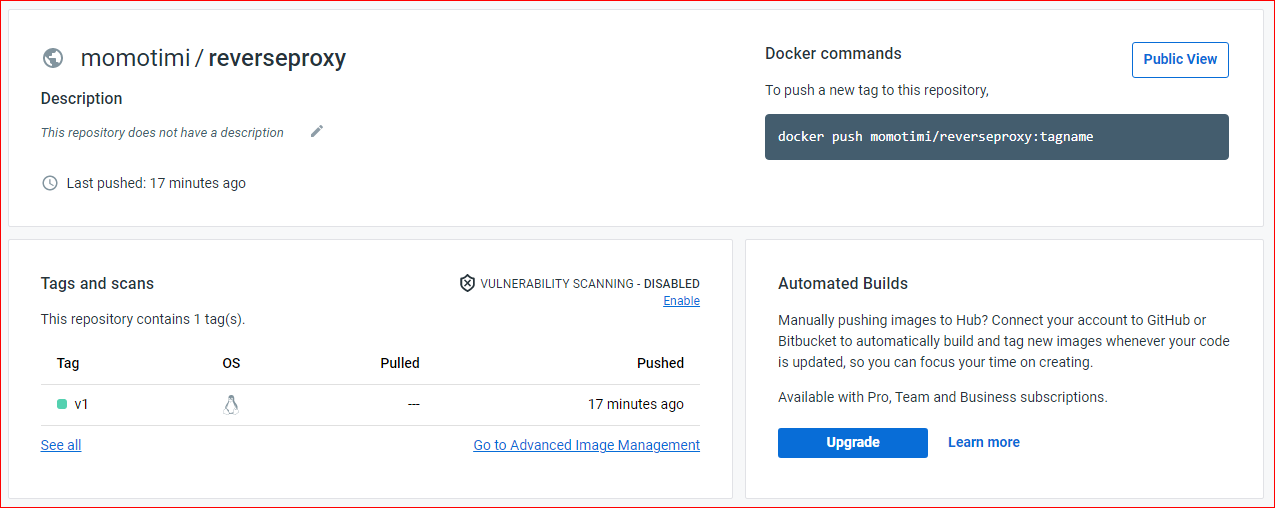 momotimi / reverseproxy
Description
This repository does not have a description
Last pushed: 17 minutes ago
Docker commands
Public View
To push a new tag to this repository,
docker push momotimi/reverseproxy:tagname
Tags and scans
VULNERABILITY SCANNING - DISABLED
Enable
This repository contains 1 tag(s).
Tag OS Pulled Pushed
v1 --- 17 minutes ago
See all Go to Advanced Image Management
Automated Builds
Manually pushing images to Hub? Connect your account to GitHub or
Bitbucket to automatically build and tag new images whenever your code
is updated, so you can focus your time on creating.
Available with Pro, Team and Business subscriptions.
Upgrade Learn more